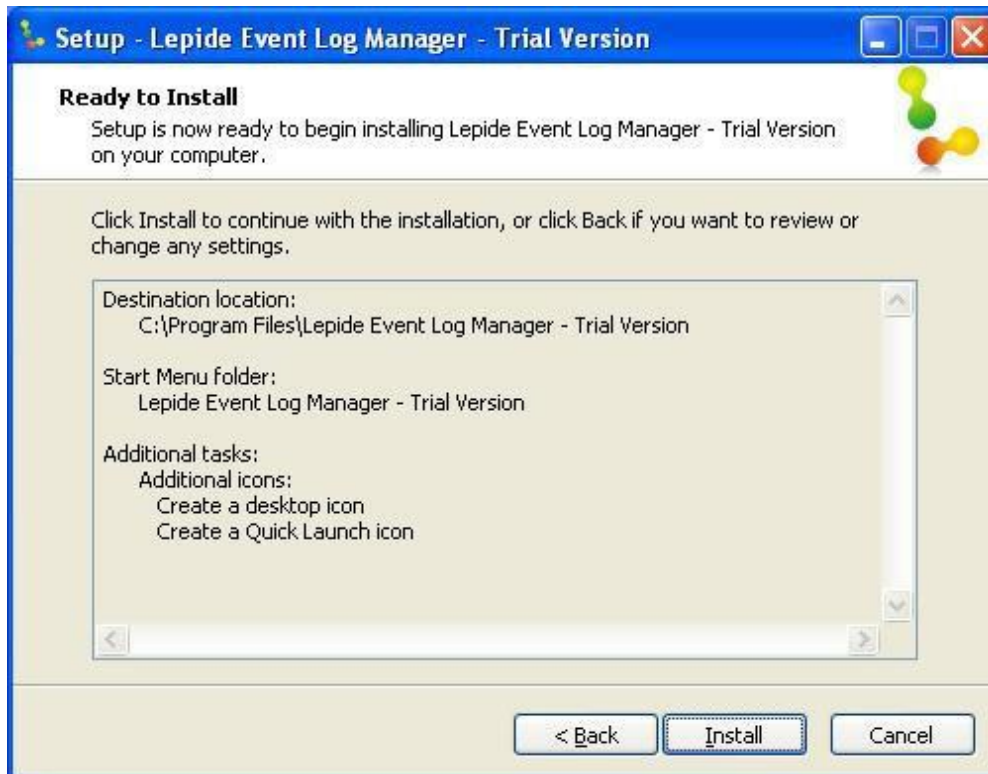 Setup - Lepide Event Log Manager - Trial Version
Ready to Install
Setup is now ready to begin installing Lepide Event Log Manager - Trial Version
on your computer.
Click Install to continue with the installation, or click Back if you want to review or
change any settings.
Destination location:
C:\Program Files\Lepide Event Log Manager - Trial Version
Start Menu folder:
Lepide Event Log Manager - Trial Version
Additional tasks:
Additional icons:
Create a desktop icon
Create a Quick Launch icon
< Back
Install
Cancel